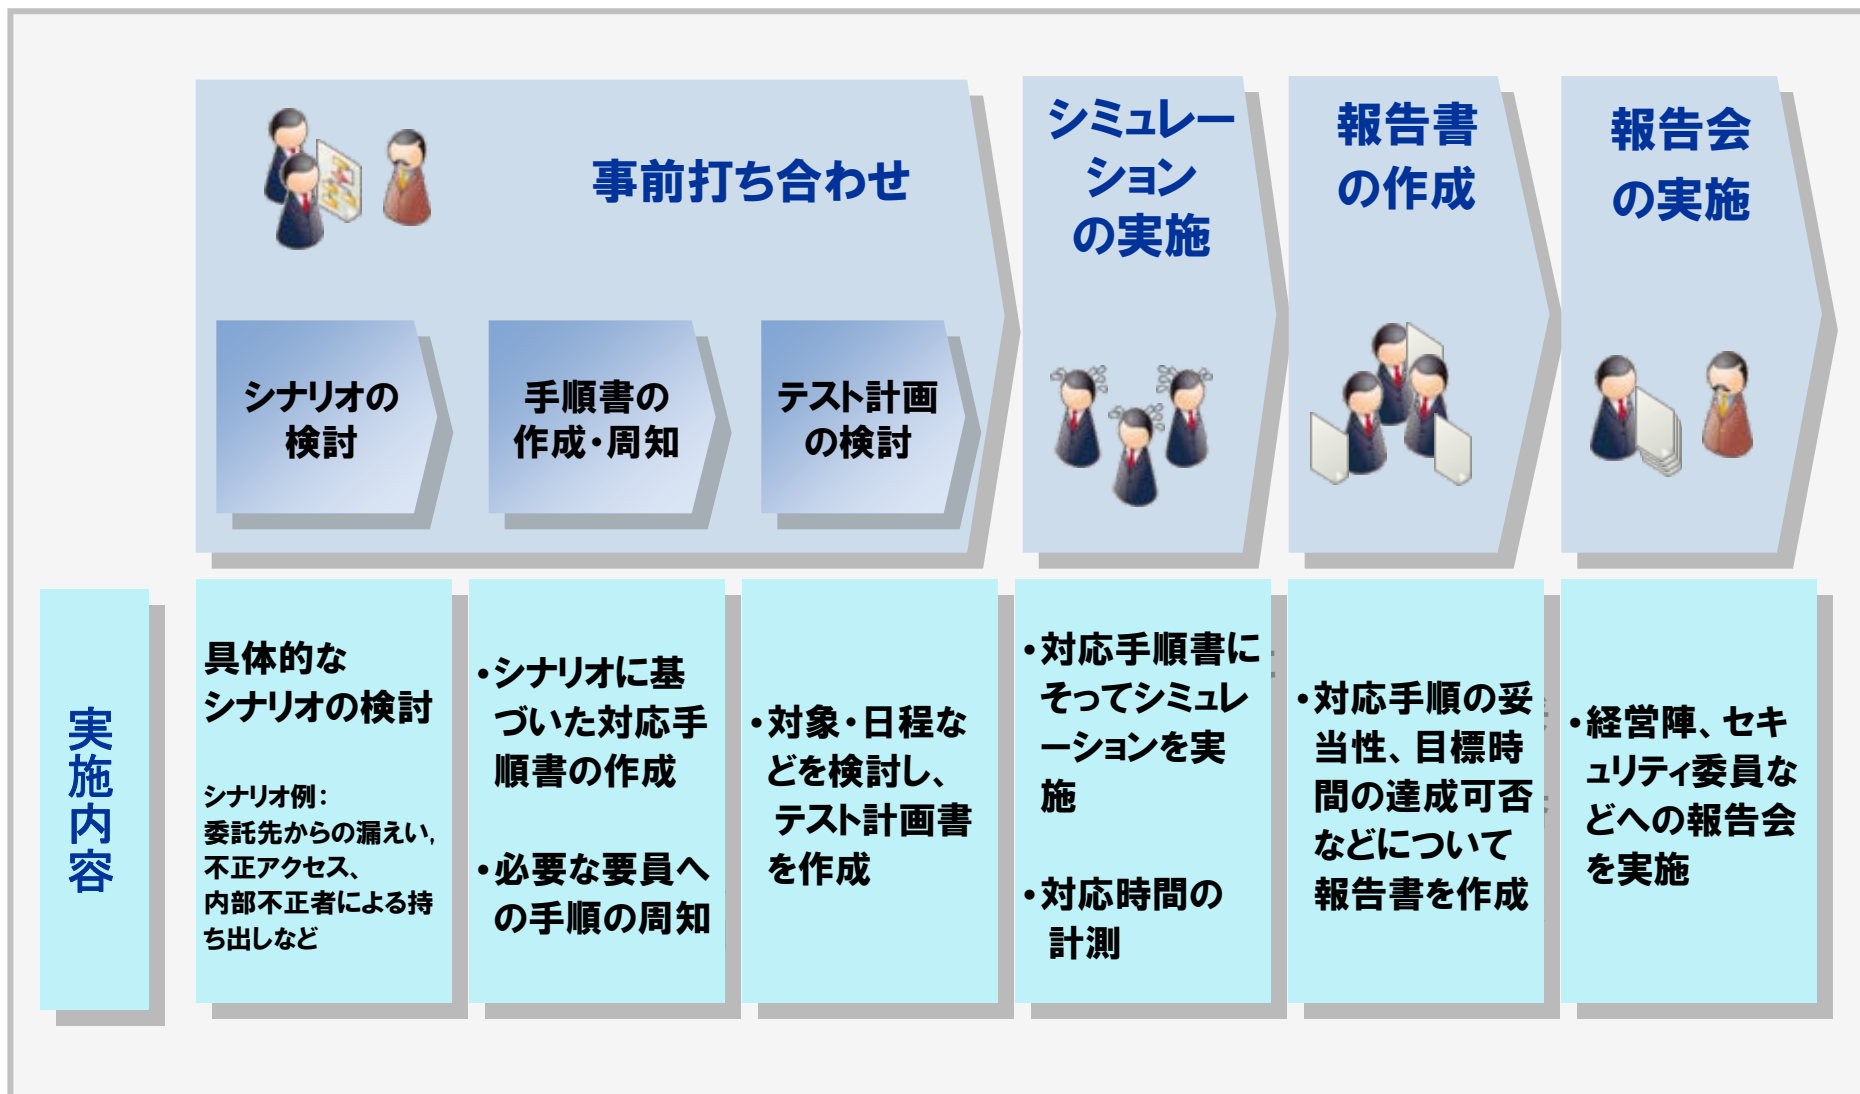 事前打ち合わせ
シナリオの
検討
手順書の
作成・周知
テスト計画
の検討
シミュレー
ション
の実施
報告書
の作成
報告会
の実施
実施内容
具体的な
シナリオの検討
シナリオ例：
委託先からの漏えい,
不正アクセス、
内部不正者による持
ち出しなど
・シナリオに基
づいた対応手
順書の作成
・必要な要員へ
の手順の周知
・対象・日程な
どを検討し、
テスト計画書
を作成
・対応手順書に
そってシミュレ
ーションを実
施
・対応時間の
計測
・対応手順の妥
当性、目標時
間の達成可否
などについて
報告書を作成
・経営陣、セキ
ュリティ委員な
どへの報告会
を実施